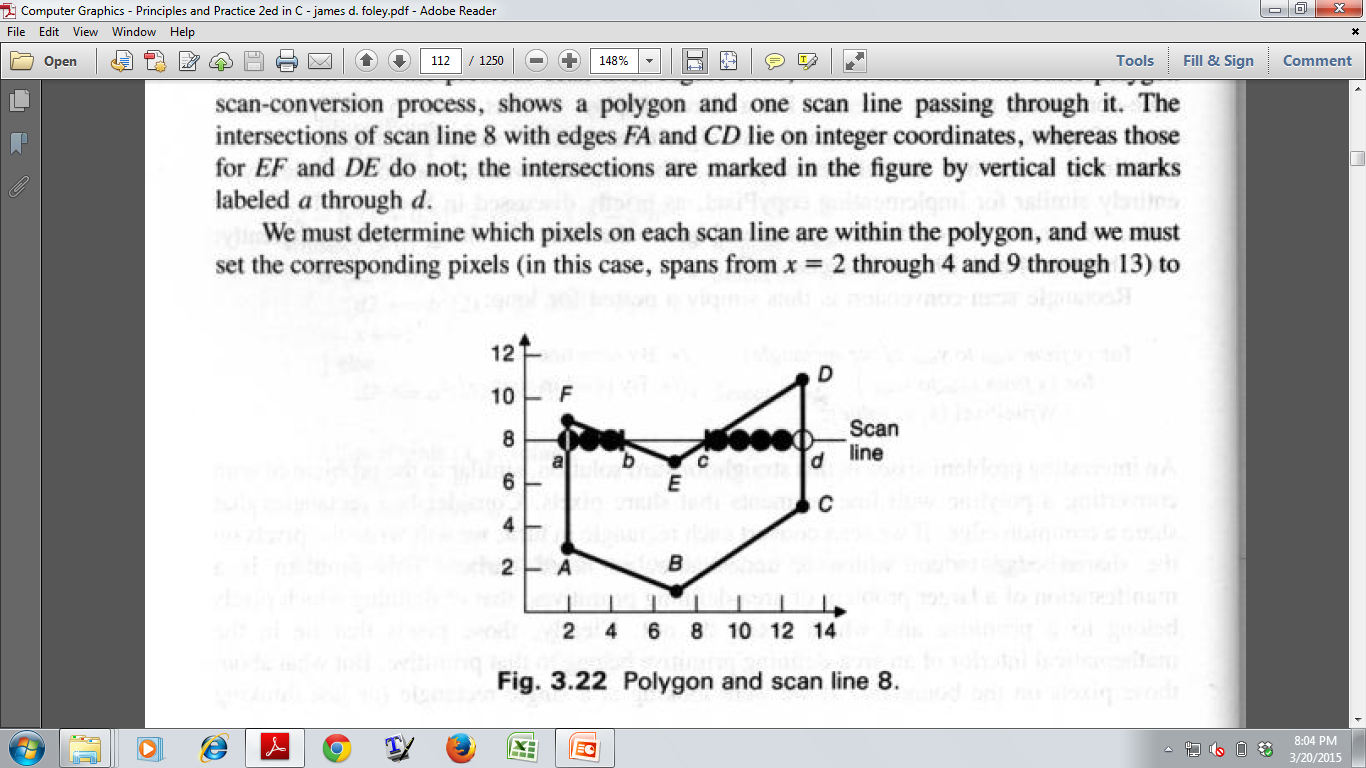 Computer Graphics - Principles and Practice 2ed in C - james d. foley.pdf - Adobe Reader
File Edit View Window Help
Open 112 / 1250 148% Tools Fill & Sign Comment
scan-conversion process, shows a polygon and one scan line passing through it. The
intersections of scan line 8 with edges FA and CD lie on integer coordinates, whereas those
for EF and DE do not; the intersections are marked in the figure by vertical tick marks
labeled a through d.
We must determine which pixels on each scan line are within the polygon, and we must
set the corresponding pixels (in this case, spans from x = 2 through 4 and 9 through 13) to
12
10
8
6
4
2
F
D
Scan
line
a
b
c
d
E
C
A
B
2 4 6 8 10 12 14
Fig. 3.22 Polygon and scan line 8.
8:04 PM
3/20/2015